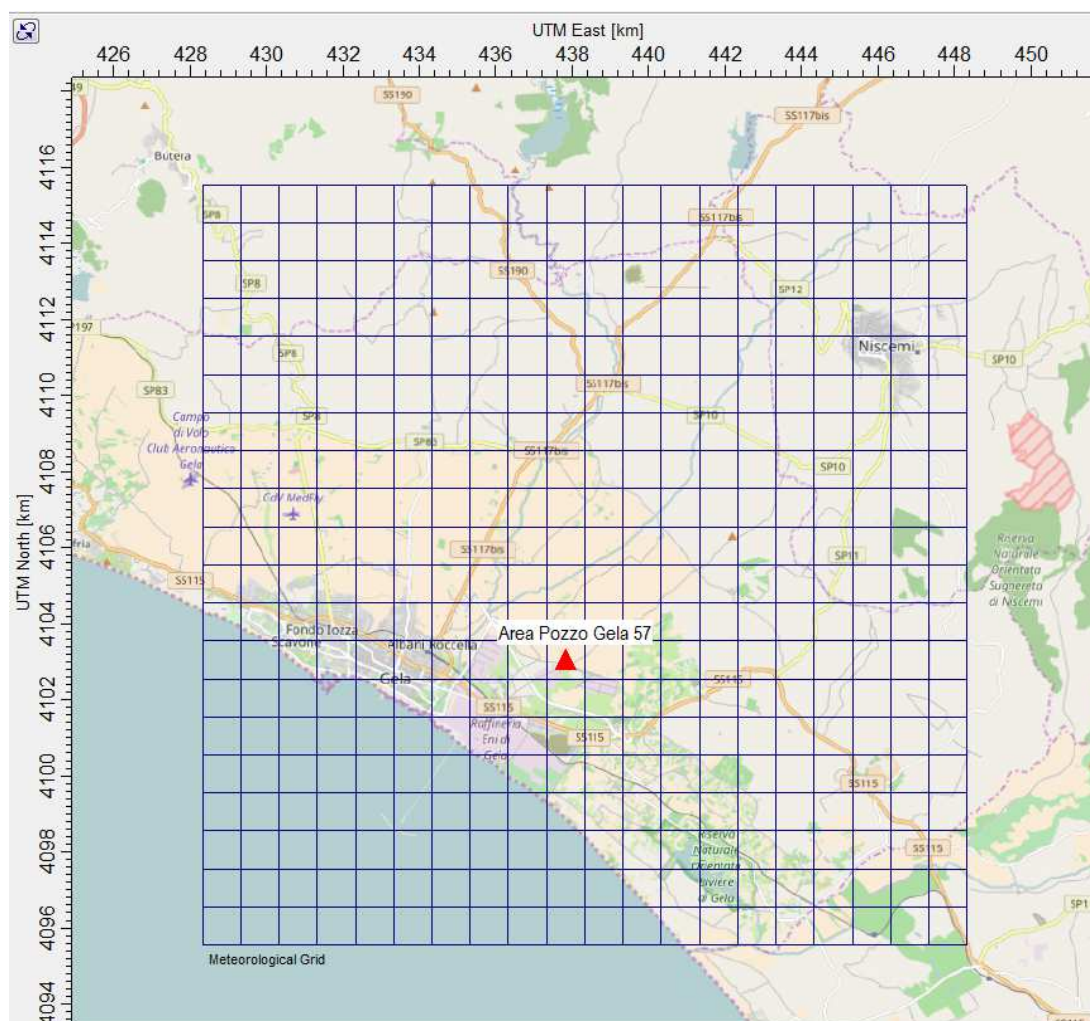 UTM East [km]
426 428 430 432 434 436 438 440 442 444 446 448 450
UTM North [km]
4116
4114
4112
4110
4108
4106
4104
4102
4100
4098
4096
4094
49
SS190
SS117bis
Butera
SP8
SS117bis
SS190
SP8
SP12
P197
Niscemi
SP8
SP10
SP83
SS117bis
SP8
SP10
Campo
di Volo
Club Aeronautico
Gela
SS117bis
SP10
CdV MedFly
SS117bis
SP11
SS115
Riserva
Naturale
Orientata
Sughereta
di Niscemi
Fondo Iozza
Scavone
Albani Roccella
Area Pozzo Gela 57
Gela
SS115
SS115
Raffineria
Eni di
Gela
SS115
SS115
Riserva
Naturale
Orientata
Biviere
di Gela
SS115
SP1
Meteorological Grid